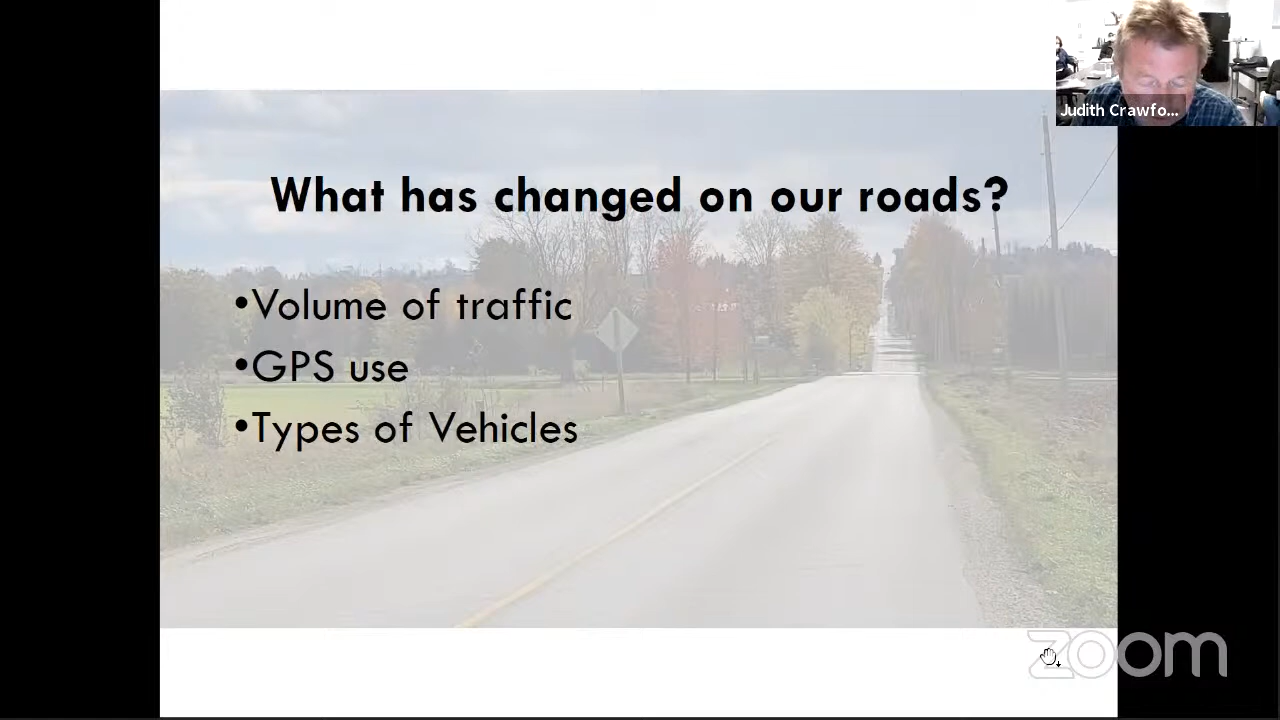 Judith Crawfo...
What has changed on our roads?
•Volume of traffic
•GPS use
•Types of Vehicles
zoom